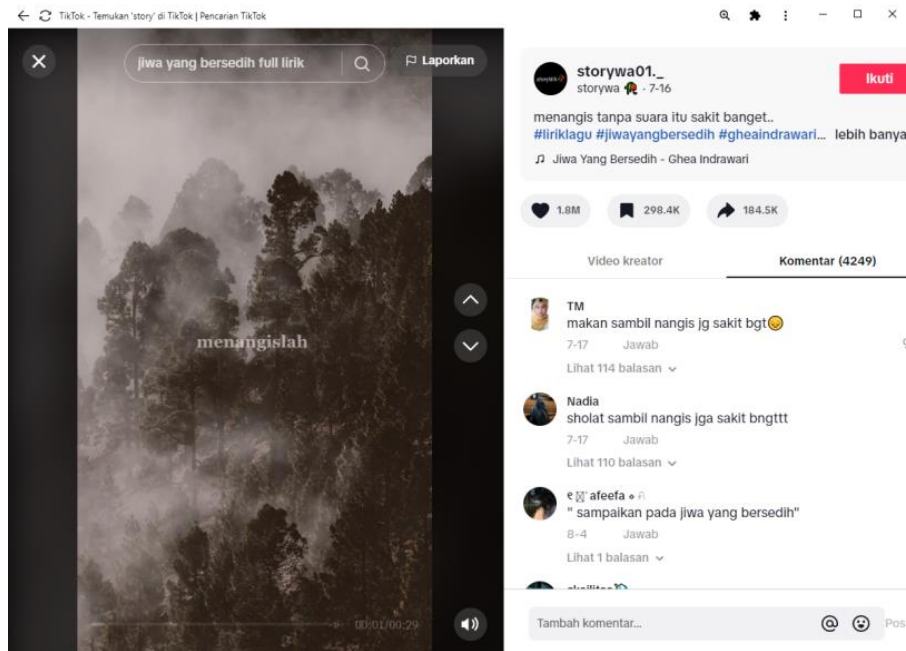 TikTok - Temukan 'story' di TikTok | Pencarian TikTok
jiwa yang bersedih full lirik
Laporkan
menangislah
00:01/00:29
storywa01._
storywa · 7-16
Ikuti
menangis tanpa suara itu sakit banget..
#liriklagu #jiwayangbersedih #gheaindrawari... lebih banya
Jiwa Yang Bersedih - Ghea Indrawari
1.8M 298.4K 184.5K
Video kreator Komentar (4249)
TM
makan sambil nangis jg sakit bgt😞
7-17 Jawab
Lihat 114 balasan
Nadia
sholat sambil nangis jga sakit bngttt
7-17 Jawab
Lihat 110 balasan
afeefa
" sampaikan pada jiwa yang bersedih"
8-4 Jawab
Lihat 1 balasan
Tambah komentar...
Pos